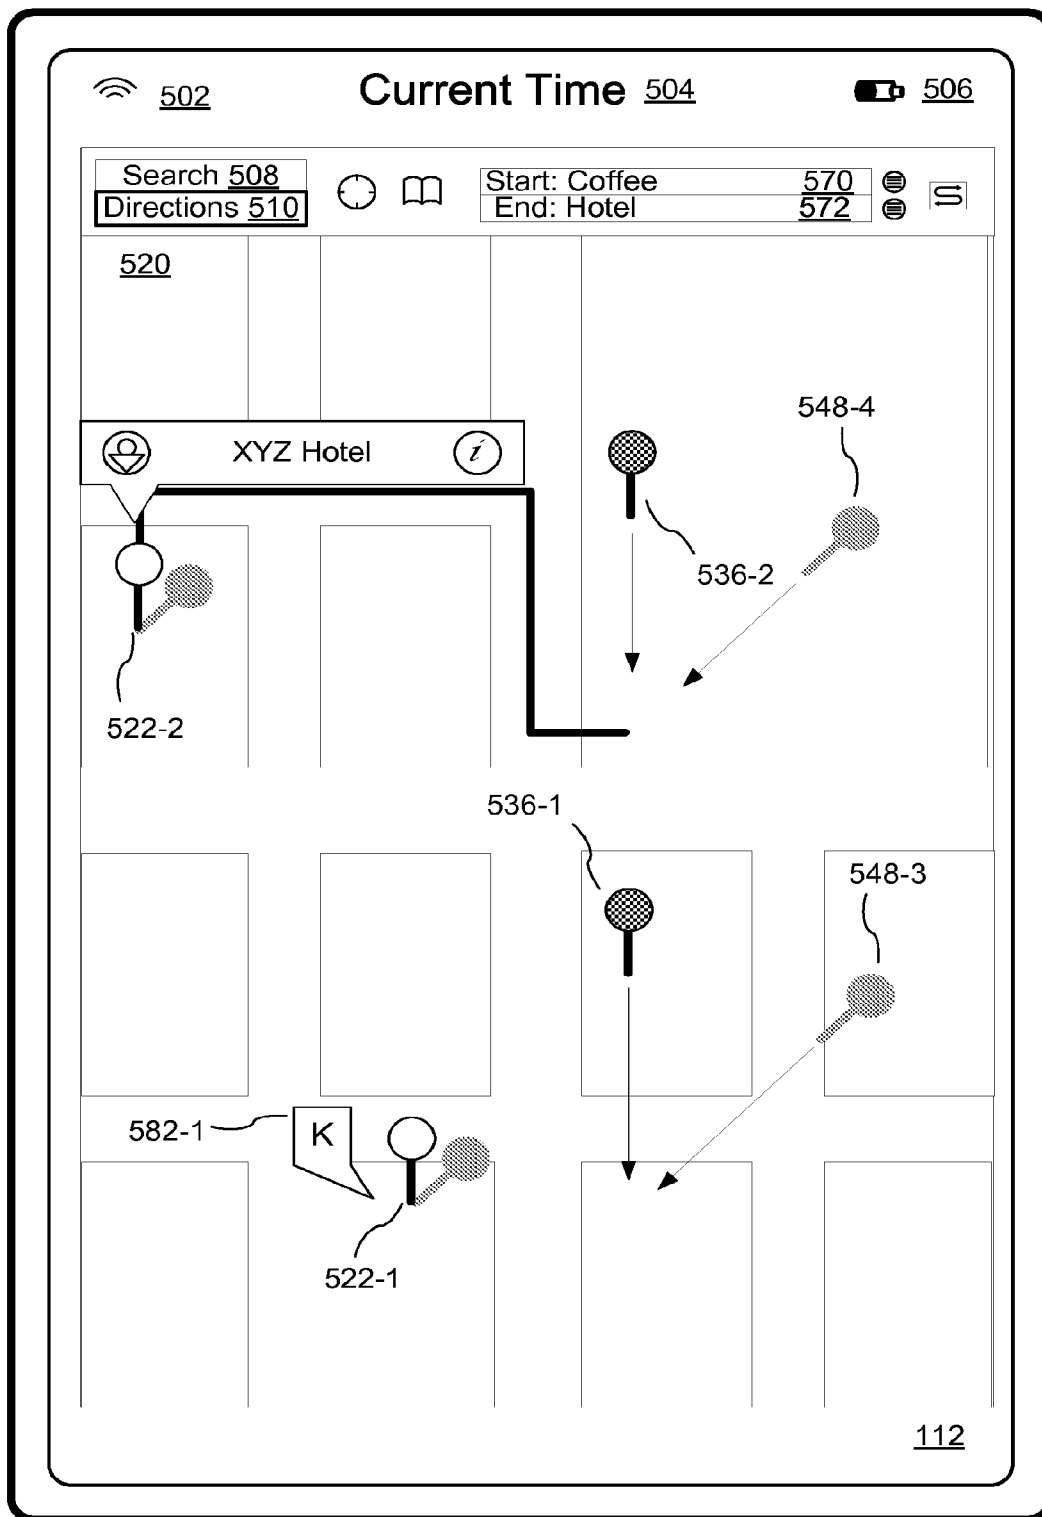 502 Current Time 504 506
Search 508
Directions 510
Start: Coffee 570
End: Hotel 572
520
548-4
XYZ Hotel i
536-2
522-2
536-1
548-3
582-1
K
522-1
112